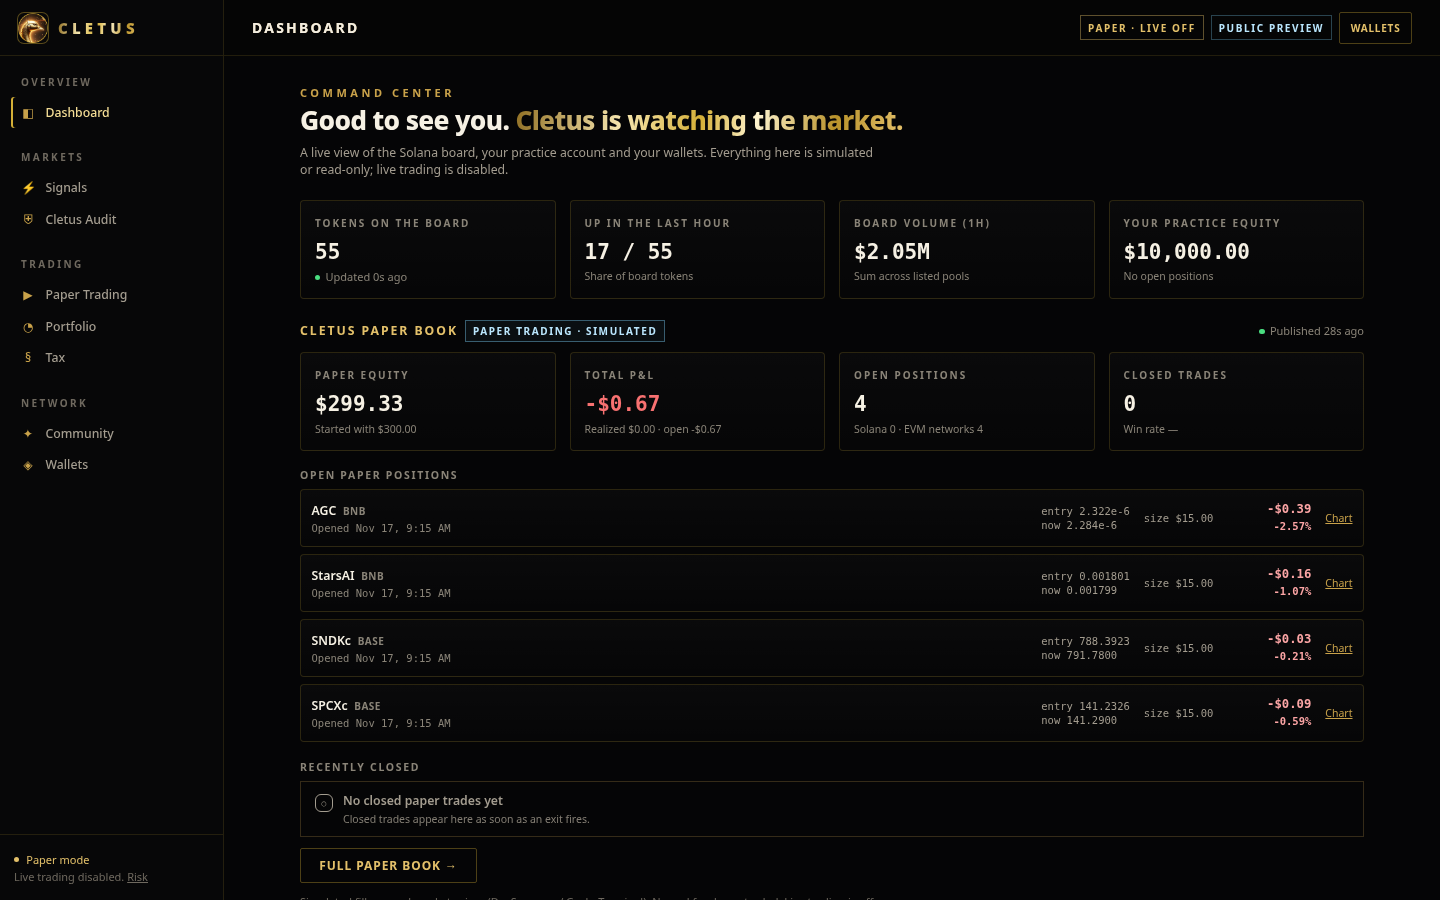 CLETUS
DASHBOARD
PAPER · LIVE OFF
PUBLIC PREVIEW
WALLETS
OVERVIEW
Dashboard
MARKETS
Signals
Cletus Audit
TRADING
Paper Trading
Portfolio
§ Tax
NETWORK
Community
Wallets
Paper mode
Live trading disabled. Risk
COMMAND CENTER
Good to see you. Cletus is watching the market.
A live view of the Solana board, your practice account and your wallets. Everything here is simulated
or read-only; live trading is disabled.
TOKENS ON THE BOARD
55
Updated 0s ago
UP IN THE LAST HOUR
17 / 55
Share of board tokens
BOARD VOLUME (1H)
$2.05M
Sum across listed pools
YOUR PRACTICE EQUITY
$10,000.00
No open positions
CLETUS PAPER BOOK
PAPER TRADING · SIMULATED
Published 28s ago
PAPER EQUITY
$299.33
Started with $300.00
TOTAL P&L
-$0.67
Realized $0.00 · open -$0.67
OPEN POSITIONS
4
Solana 0 · EVM networks 4
CLOSED TRADES
0
Win rate —
OPEN PAPER POSITIONS
AGC BNB
Opened Nov 17, 9:15 AM
entry 2.322e-6
now 2.284e-6
size $15.00
-$0.39
-2.57%
Chart
StarsAI BNB
Opened Nov 17, 9:15 AM
entry 0.001801
now 0.001799
size $15.00
-$0.16
-1.07%
Chart
SNDKc BASE
Opened Nov 17, 9:15 AM
entry 788.3923
now 791.7800
size $15.00
-$0.03
-0.21%
Chart
SPCXc BASE
Opened Nov 17, 9:15 AM
entry 141.2326
now 141.2900
size $15.00
-$0.09
-0.59%
Chart
RECENTLY CLOSED
No closed paper trades yet
Closed trades appear here as soon as an exit fires.
FULL PAPER BOOK →